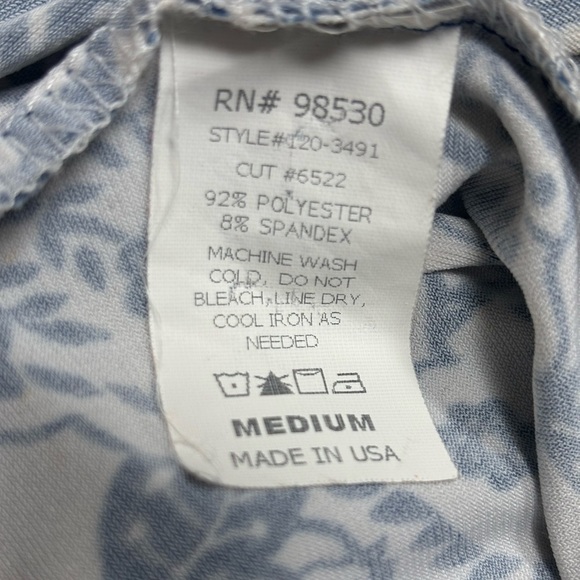 RN# 98530
STYLE#120-3491
CUT #6522
92% POLYESTER
8% SPANDEX
MACHINE WASH
COLD, DO NOT
BLEACH, LINE DRY,
COOL IRON AS
NEEDED
MEDIUM
MADE IN USA